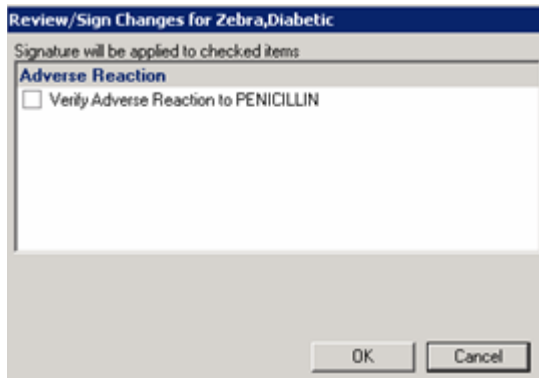 Review/Sign Changes for Zebra,Diabetic
Signature will be applied to checked items
Adverse Reaction
Verify Adverse Reaction to PENICILLIN
OK Cancel